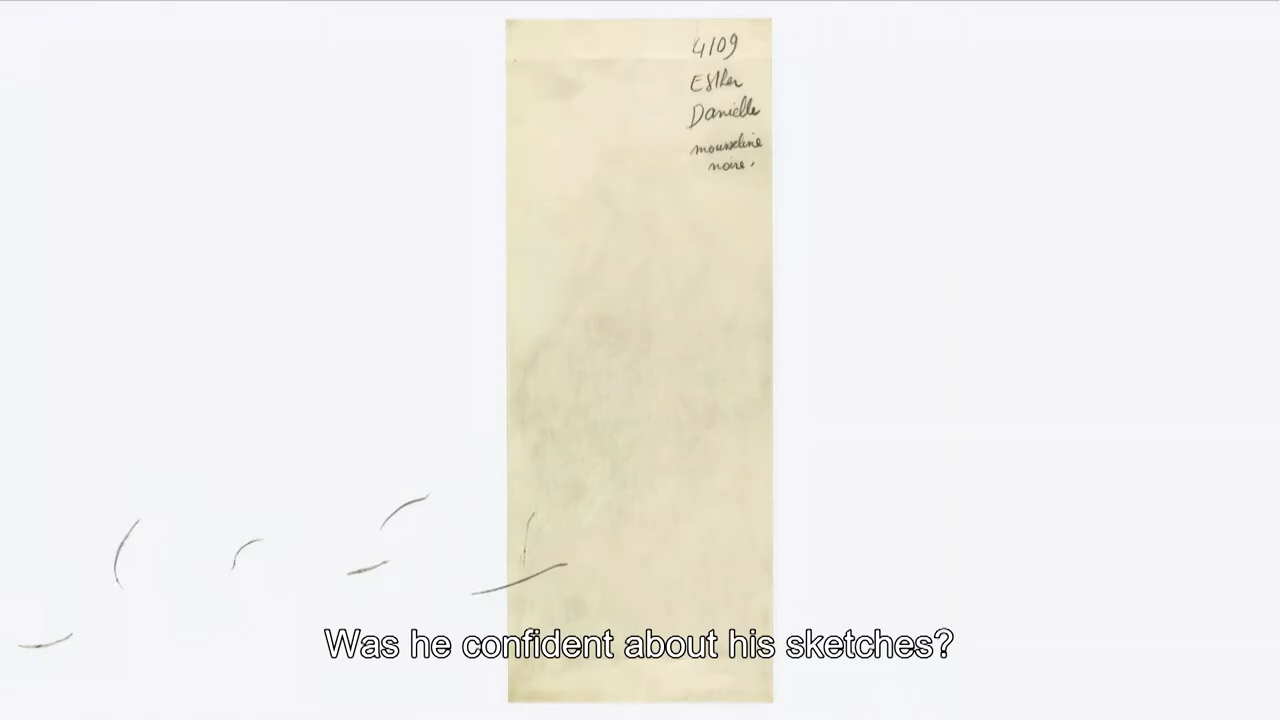 4109
Esther
Danielle
mousseline
noire.
Was he confident about his sketches?